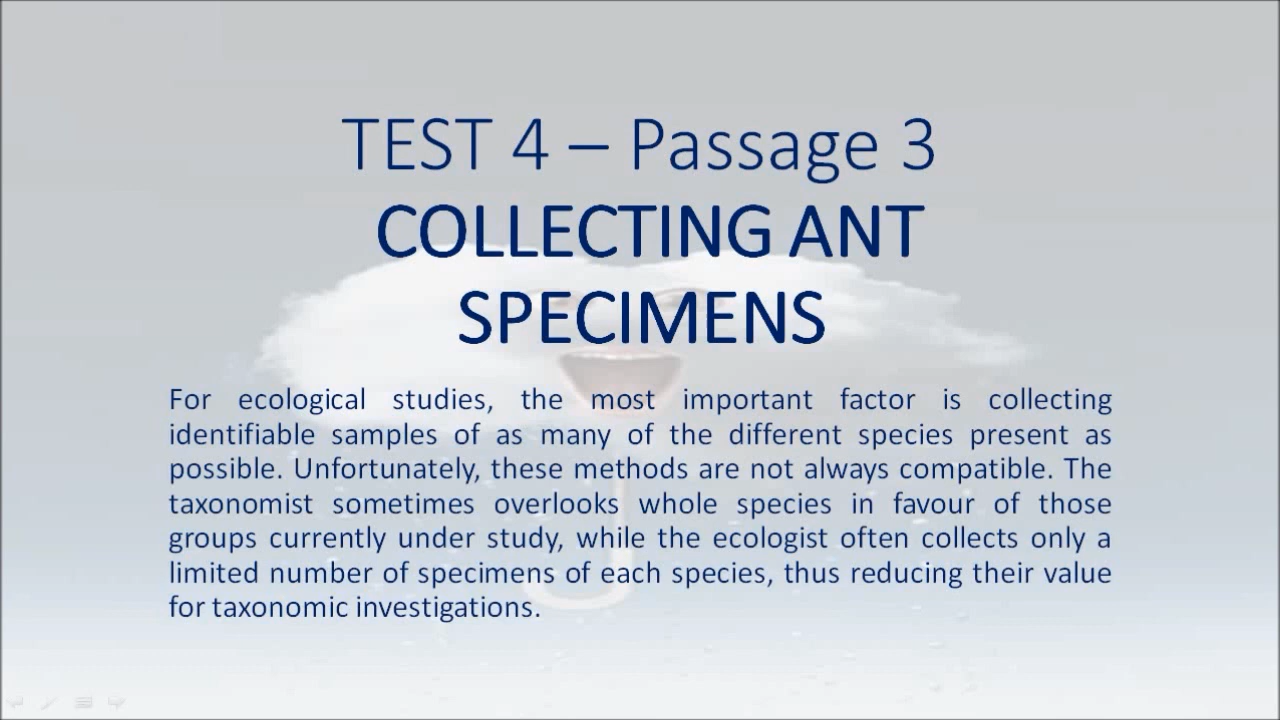 TEST 4 – Passage 3
COLLECTING ANT
SPECIMENS
For ecological studies, the most important factor is collecting
identifiable samples of as many of the different species present as
possible. Unfortunately, these methods are not always compatible. The
taxonomist sometimes overlooks whole species in favour of those
groups currently under study, while the ecologist often collects only a
limited number of specimens of each species, thus reducing their value
for taxonomic investigations.